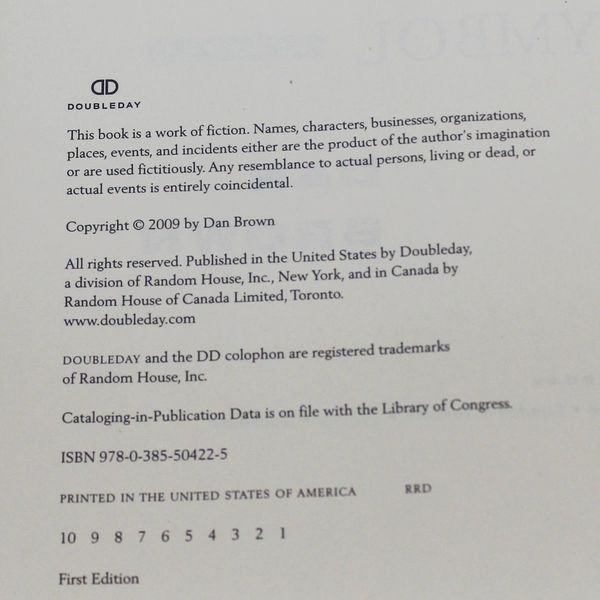 DD
DOUBLEDAY
This book is a work of fiction. Names, characters, businesses, organizations,
places, events, and incidents either are the product of the author's imagination
or are used fictitiously. Any resemblance to actual persons, living or dead, or
actual events is entirely coincidental.
Copyright © 2009 by Dan Brown
All rights reserved. Published in the United States by Doubleday,
a division of Random House, Inc., New York, and in Canada by
Random House of Canada Limited, Toronto.
www.doubleday.com
DOUBLEDAY and the DD colophon are registered trademarks
of Random House, Inc.
Cataloging-in-Publication Data is on file with the Library of Congress.
ISBN 978-0-385-50422-5
PRINTED IN THE UNITED STATES OF AMERICA RRD
10 9 8 7 6 5 4 3 2 1
First Edition